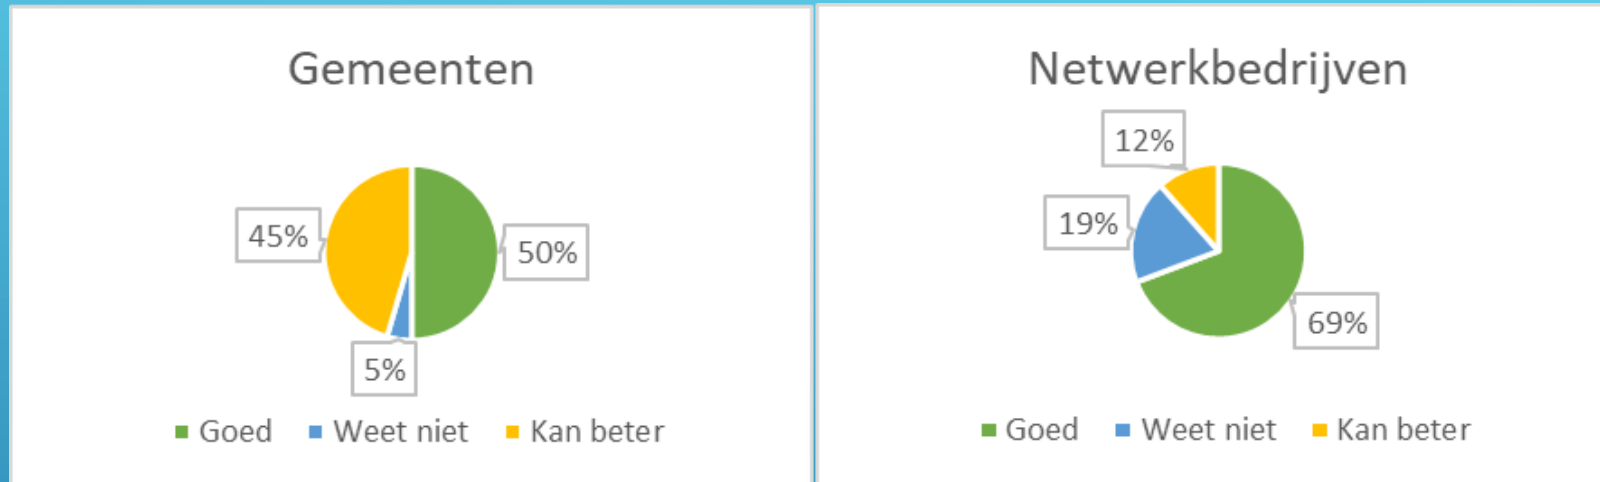 Gemeenten
45%
50%
5%
Goed
Weet niet
Kan beter
Netwerkbedrijven
12%
19%
69%
Goed
Weet niet
Kan beter